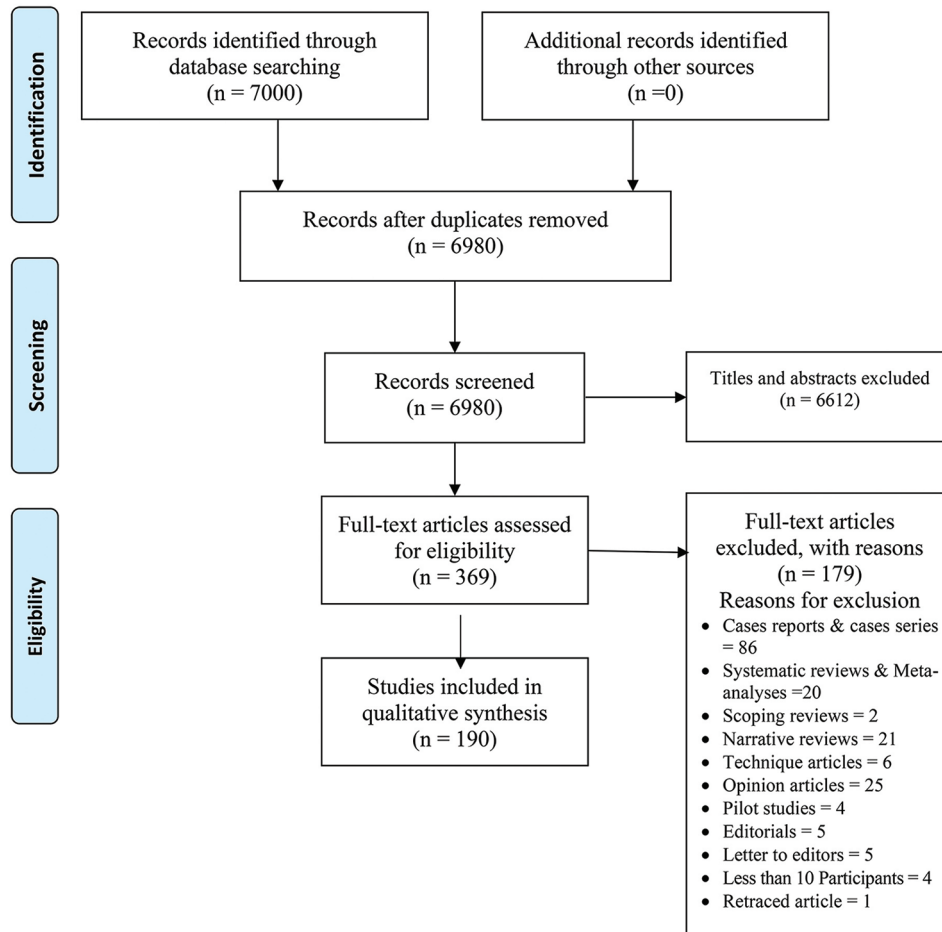 Identification
Records identified through
database searching
(n = 7000)
Additional records identified
through other sources
(n =0)
Records after duplicates removed
(n = 6980)
Screening
Records screened
(n = 6980)
Titles and abstracts excluded
(n = 6612)
Eligibility
Full-text articles assessed
for eligibility
(n = 369)
Full-text articles
excluded, with reasons
(n = 179)
Reasons for exclusion
• Cases reports & cases series
= 86
• Systematic reviews & Meta-
analyses =20
• Scoping reviews = 2
• Narrative reviews = 21
• Technique articles = 6
• Opinion articles = 25
• Pilot studies = 4
• Editorials = 5
• Letter to editors = 5
• Less than 10 Participants = 4
• Retraced article = 1
Studies included in
qualitative synthesis
(n = 190)